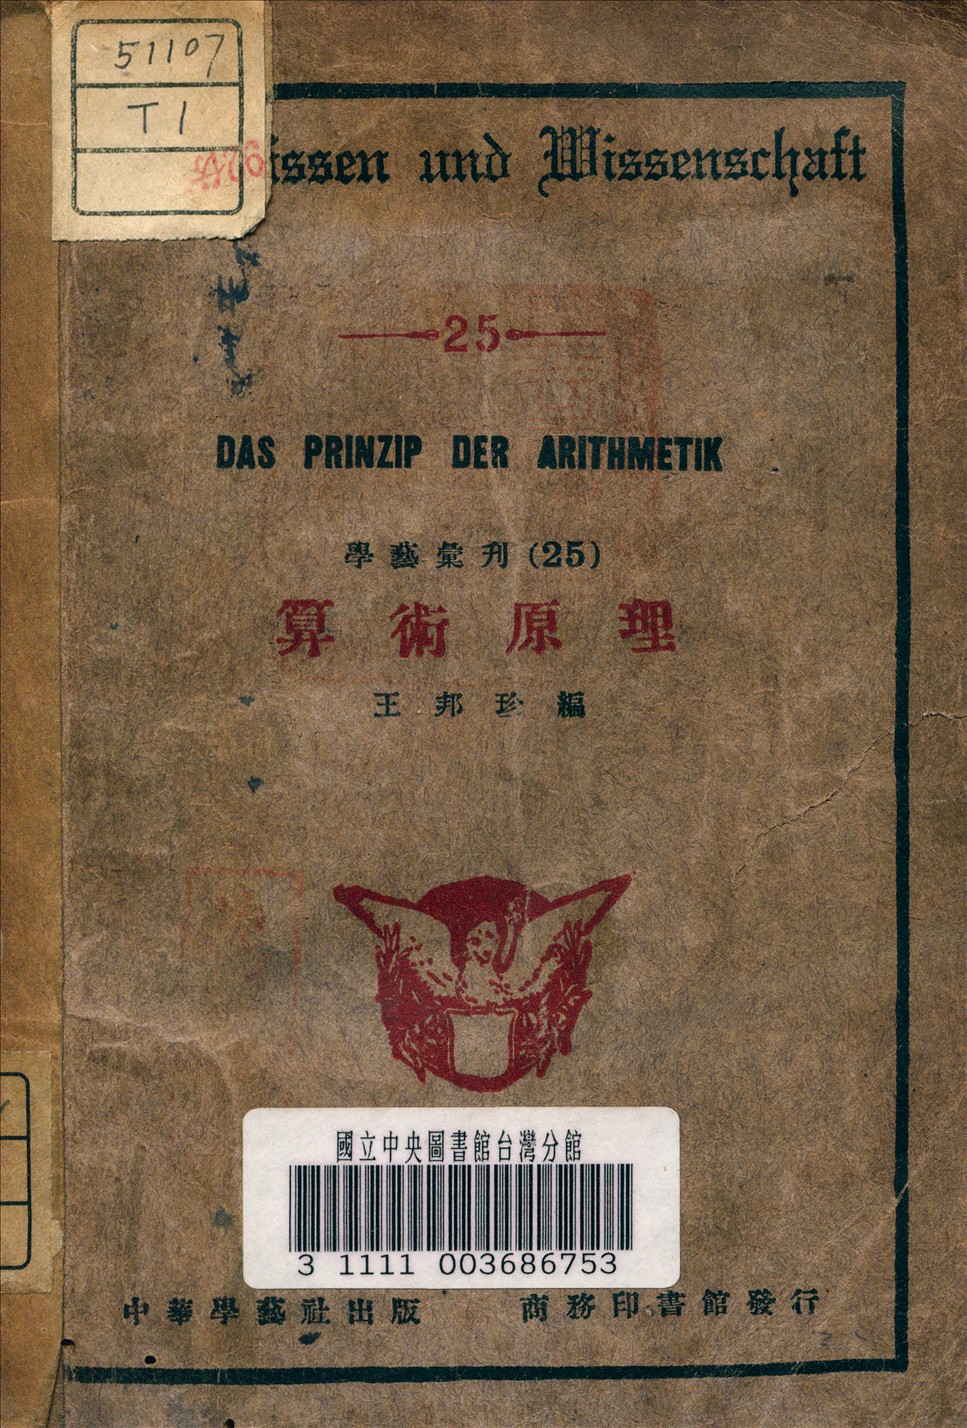 51107
T1
issen und Wissenschaft
25
DAS PRINZIP DER ARITHMETIK
學藝彙刊(25)
算術原理
王邦珍編
國立中央圖書館台灣分館
3 1111 003686753
中華學藝社出版 商務印書館發行